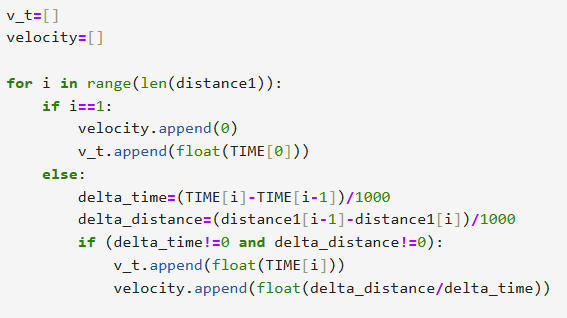 v_t=[]
velocity=[]
for i in range(len(distance1)):
    if i==1:
        velocity.append(0)
        v_t.append(float(TIME[0]))
    else:
        delta_time=(TIME[i]-TIME[i-1])/1000
        delta_distance=(distance1[i-1]-distance1[i])/1000
        if (delta_time!=0 and delta_distance!=0):
            v_t.append(float(TIME[i]))
            velocity.append(float(delta_distance/delta_time))